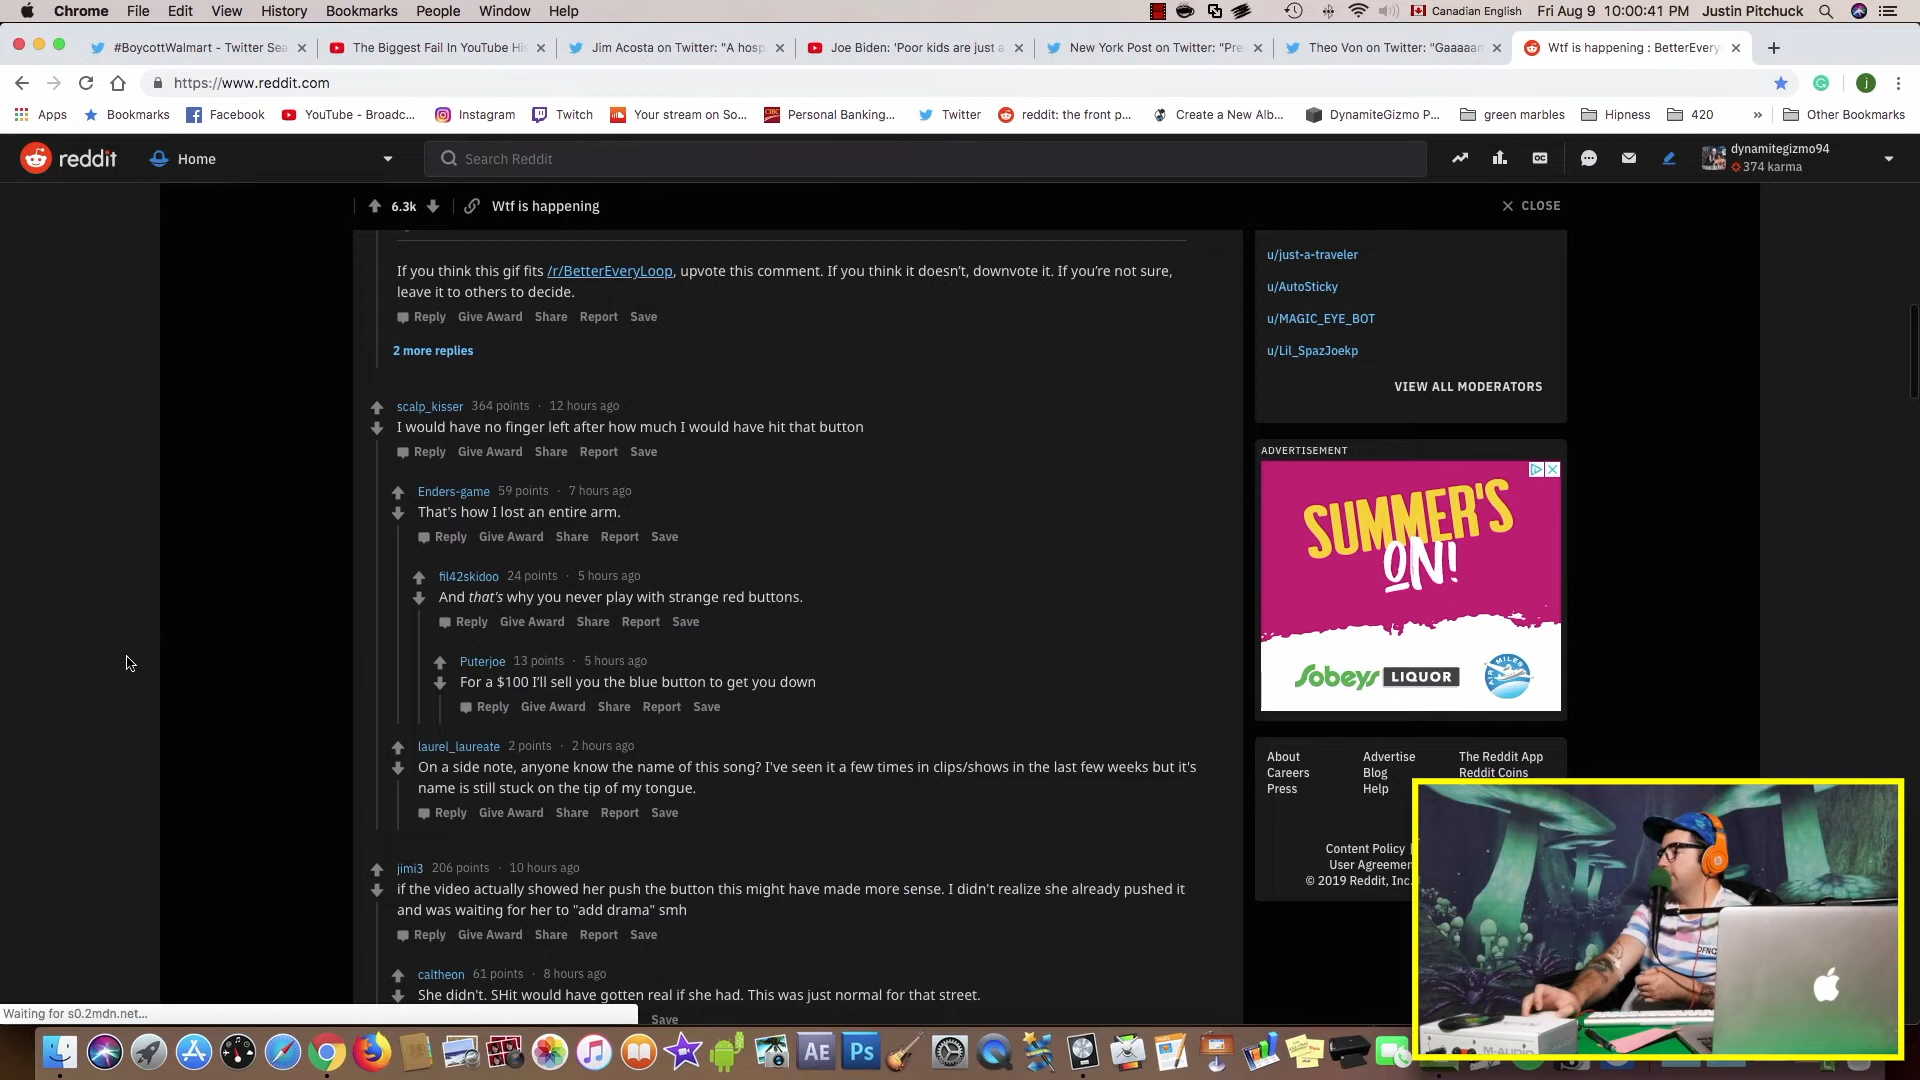 Chrome File Edit View History Bookmarks People Window Help Canadian English Fri Aug 9 10:00:41 PM Justin Pitchuck
#BoycottWalmart - Twitter Sea The Biggest Fail In YouTube His Jim Acosta on Twitter: "A hosp Joe Biden: 'Poor kids are just a New York Post on Twitter: "Pre Theo Von on Twitter: "Gaaaaan Wtf is happening : BetterEvery
https://www.reddit.com j
Apps Bookmarks Facebook YouTube - Broadc... Instagram Twitch Your stream on So... CIBC Personal Banking... Twitter reddit: the front p... Create a New Alb... DynamiteGizmo P... green marbles Hipness 420 » Other Bookmarks
reddit Home Search Reddit dynamitegizmo94
374 karma
6.3k Wtf is happening CLOSE
If you think this gif fits /r/BetterEveryLoop, upvote this comment. If you think it doesn't, downvote it. If you're not sure,
leave it to others to decide.
Reply Give Award Share Report Save
2 more replies
scalp_kisser 364 points · 12 hours ago
I would have no finger left after how much I would have hit that button
Reply Give Award Share Report Save
Enders-game 59 points · 7 hours ago
That's how I lost an entire arm.
Reply Give Award Share Report Save
fil42skidoo 24 points · 5 hours ago
And that's why you never play with strange red buttons.
Reply Give Award Share Report Save
Puterjoe 13 points · 5 hours ago
For a $100 I'll sell you the blue button to get you down
Reply Give Award Share Report Save
laurel_laureate 2 points · 2 hours ago
On a side note, anyone know the name of this song? I've seen it a few times in clips/shows in the last few weeks but it's
name is still stuck on the tip of my tongue.
Reply Give Award Share Report Save
jimi3 206 points · 10 hours ago
if the video actually showed her push the button this might have made more sense. I didn't realize she already pushed it
and was waiting for her to "add drama" smh
Reply Give Award Share Report Save
caltheon 61 points · 8 hours ago
She didn't. SHit would have gotten real if she had. This was just normal for that street.
Save
u/just-a-traveler
u/AutoSticky
u/MAGIC_EYE_BOT
u/Lil_SpazJoekp
VIEW ALL MODERATORS
ADVERTISEMENT
SUMMER'S
ON!
Sobeys LIQUOR AIR MILES
About Advertise The Reddit App
Careers Blog Reddit Coins
Press Help
Content Policy |
User Agreemen
© 2019 Reddit, Inc.
M-AUDIO
Waiting for s0.2mdn.net...
AE Ps